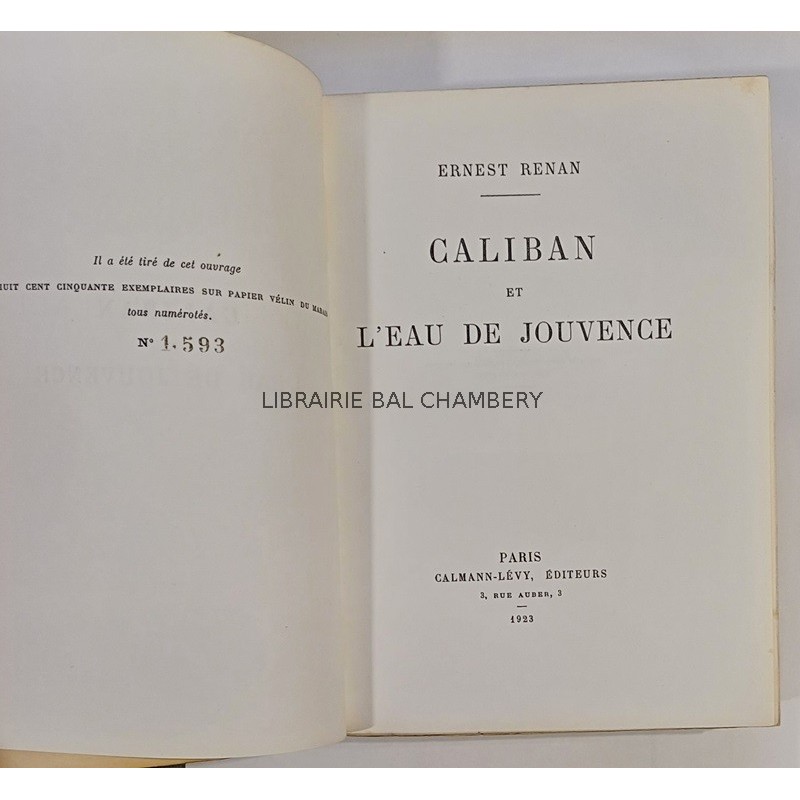 Il a été tiré de cet ouvrage
HUIT CENT CINQUANTE EXEMPLAIRES SUR PAPIER VÉLIN DU
tous numérotés.
N° 1.593
ERNEST RENAN
CALIBAN
ET
L'EAU DE JOUVENCE
LIBRAIRIE BAL CHAMBERY
PARIS
CALMANN-LÉVY, ÉDITEURS
3, RUE AUBER, 3
1923